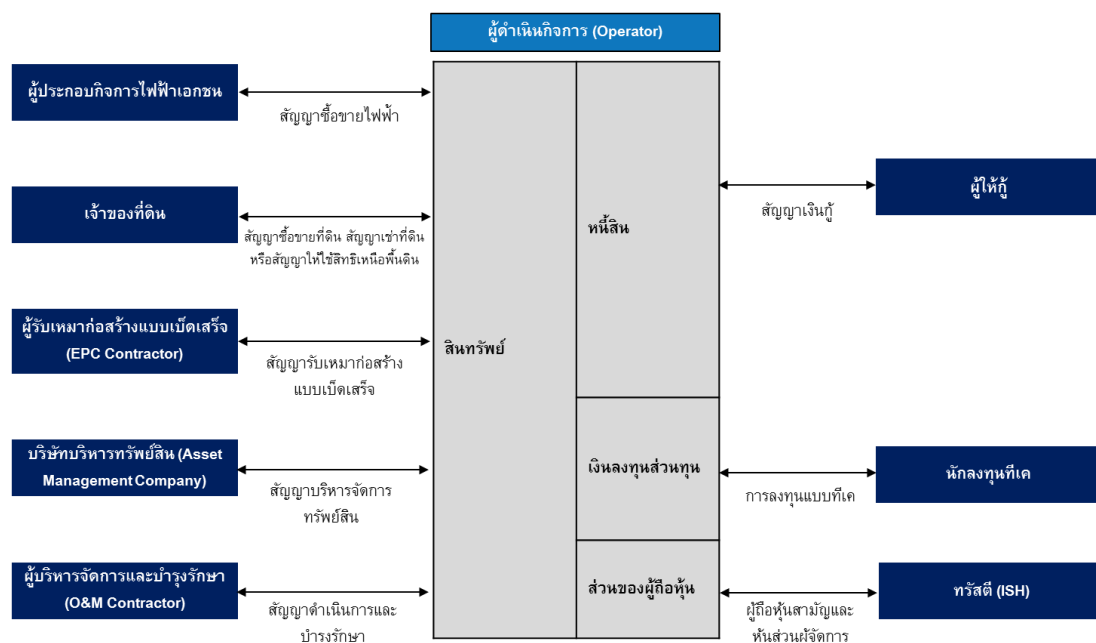 ผู้ดำเนินกิจการ (Operator)
ผู้ประกอบกิจการไฟฟ้าเอกชน
สัญญาซื้อขายไฟฟ้า
เจ้าของที่ดิน
สัญญาซื้อขายที่ดิน สัญญาเช่าที่ดิน
หรือสัญญาให้ใช้สิทธิเหนือพื้นดิน
ผู้รับเหมาก่อสร้างแบบเบ็ดเสร็จ
(EPC Contractor)
สัญญารับเหมาก่อสร้าง
แบบเบ็ดเสร็จ
บริษัทบริหารทรัพย์สิน (Asset
Management Company)
สัญญาบริหารจัดการ
ทรัพย์สิน
ผู้บริหารจัดการและบำรุงรักษา
(O&M Contractor)
สัญญาดำเนินการและ
บำรุงรักษา
สินทรัพย์
หนี้สิน
เงินลงทุนส่วนทุน
ส่วนของผู้ถือหุ้น
ผู้ให้กู้
สัญญาเงินกู้
นักลงทุนทีเค
การลงทุนแบบทีเค
ทรัสตี (ISH)
ผู้ถือหุ้นสามัญและ
หุ้นส่วนผู้จัดการ